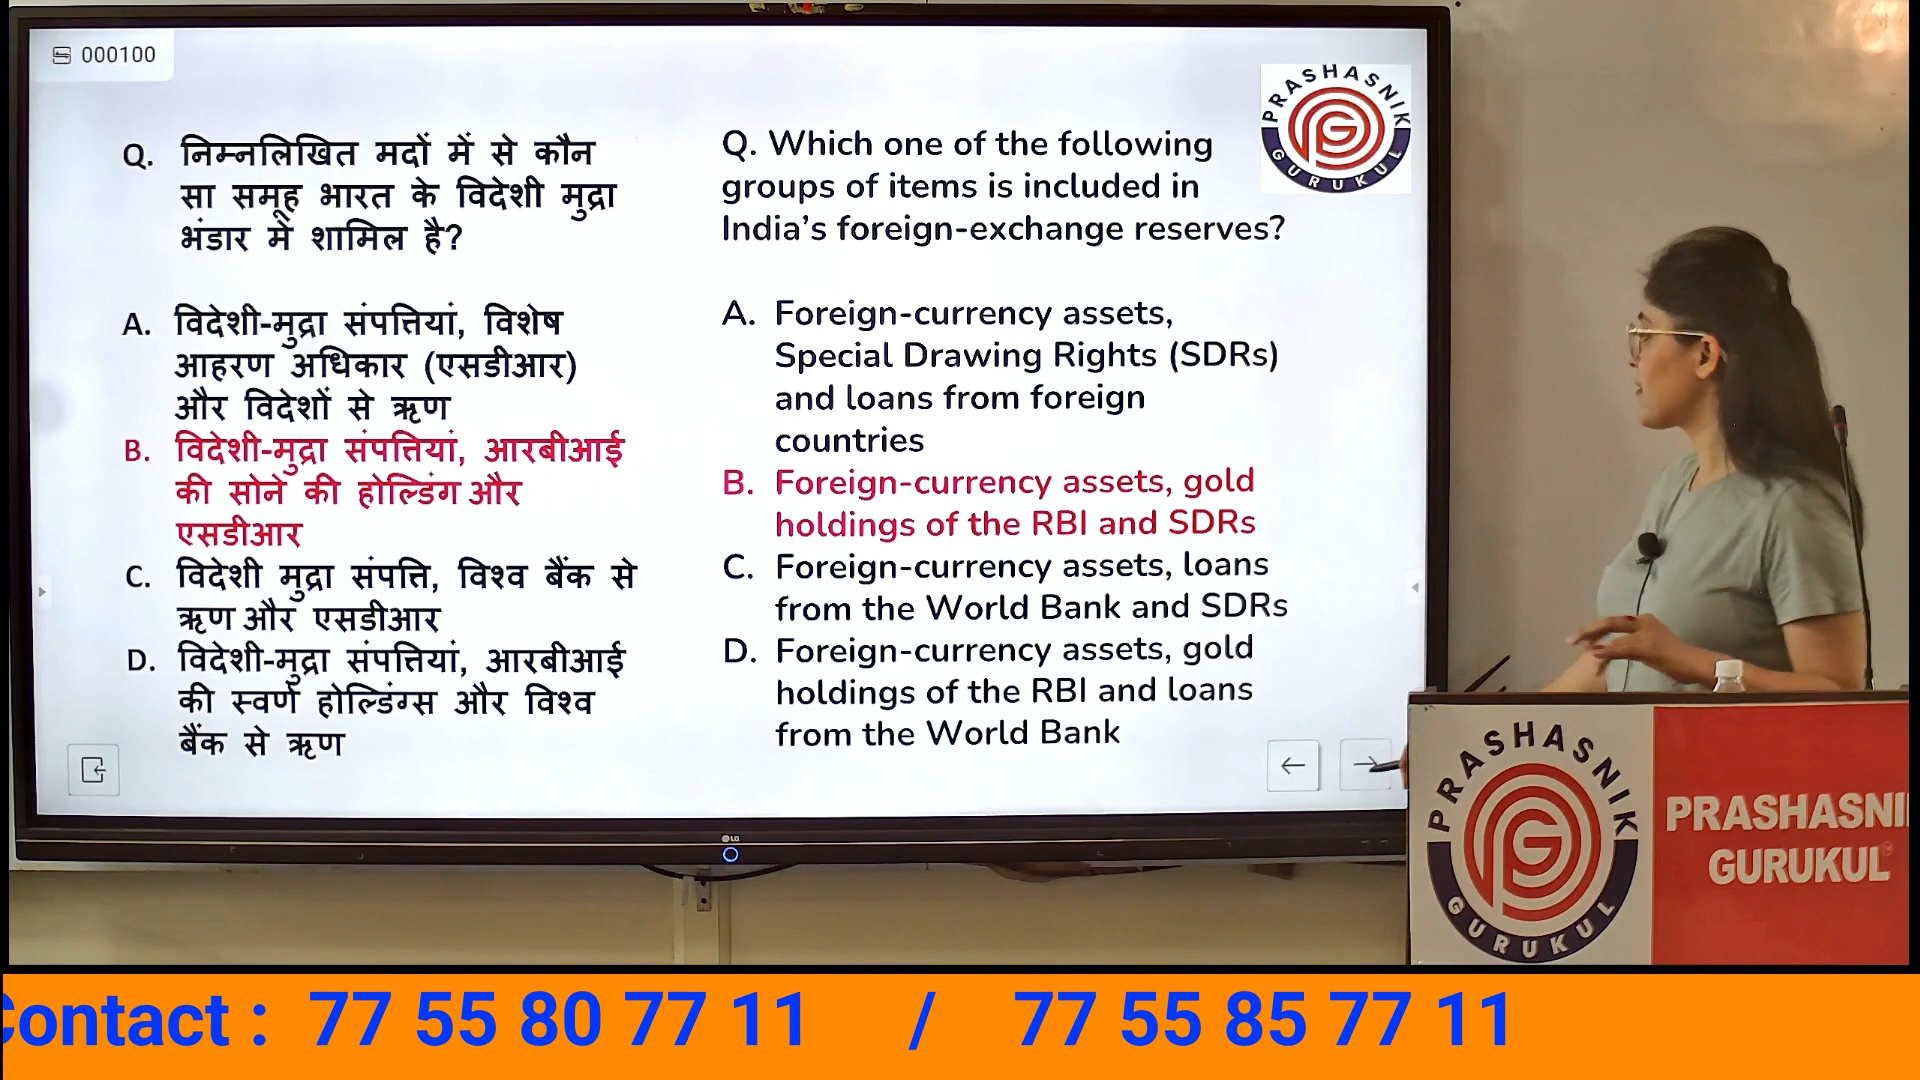 000100
Q. निम्नलिखित मदों में से कौन
सा समूह भारत के विदेशी मुद्रा
भंडार में शामिल है?
A. विदेशी-मुद्रा संपत्तियां, विशेष
आहरण अधिकार (एसडीआर)
और विदेशों से ऋण
B. विदेशी-मुद्रा संपत्तियां, आरबीआई
की सोने की होल्डिंग और
एसडीआर
C. विदेशी मुद्रा संपत्ति, विश्व बैंक से
ऋण और एसडीआर
D. विदेशी-मुद्रा संपत्तियां, आरबीआई
की स्वर्ण होल्डिंग्स और विश्व
बैंक से ऋण
Q. Which one of the following
groups of items is included in
India's foreign-exchange reserves?
A. Foreign-currency assets,
Special Drawing Rights (SDRs)
and loans from foreign
countries
B. Foreign-currency assets, gold
holdings of the RBI and SDRs
C. Foreign-currency assets, loans
from the World Bank and SDRs
D. Foreign-currency assets, gold
holdings of the RBI and loans
from the World Bank
PRASHASNIK
GURUKUL
LG
PRASHASNIK
GURUKUL
PRASHASNI
GURUKUL
Contact : 77 55 80 77 11 / 77 55 85 77 11